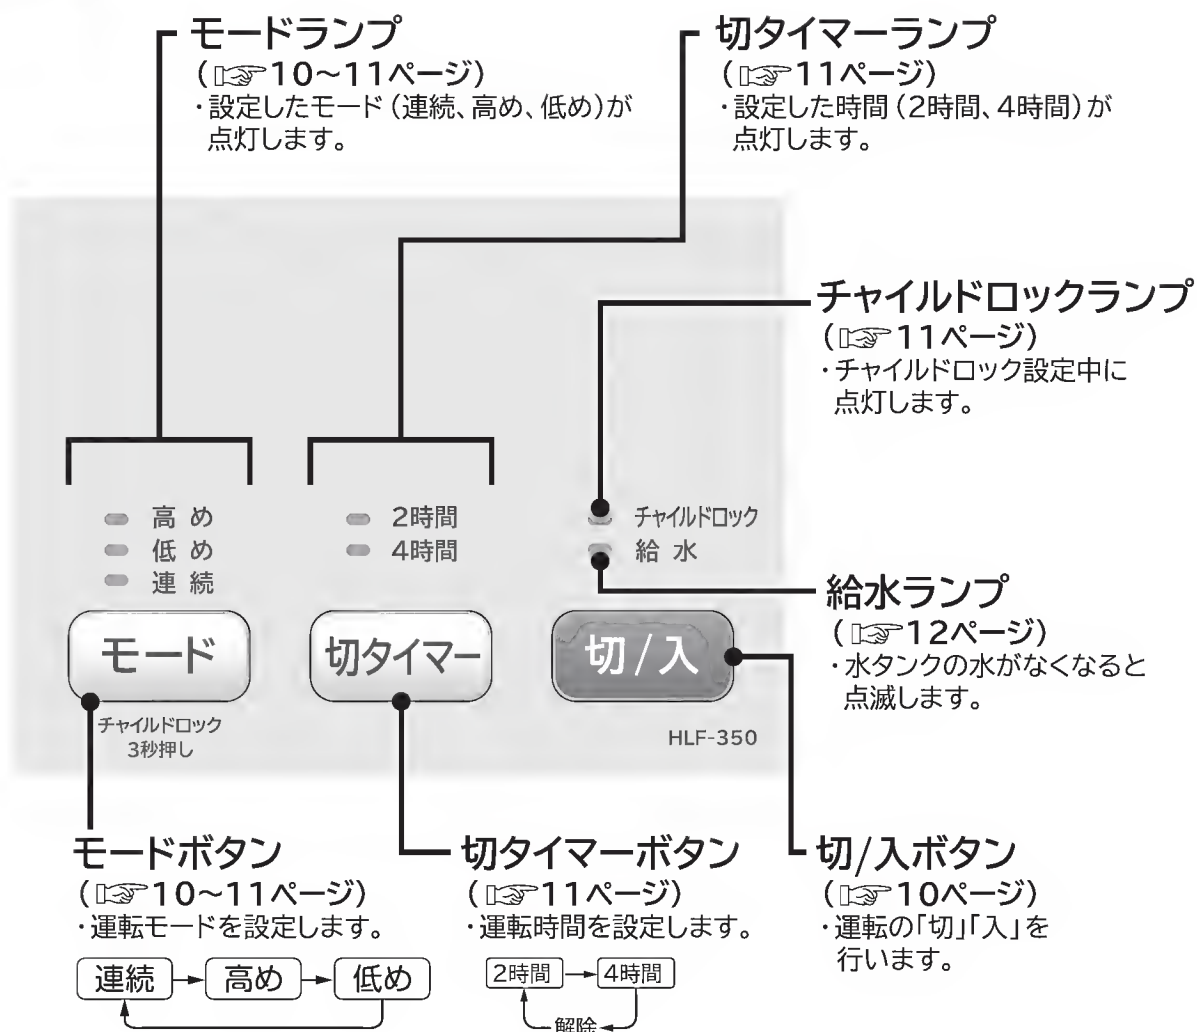 モードランプ
(☞10～11ページ)
・設定したモード(連続、高め、低め)が
点灯します。
切タイマーランプ
(☞11ページ)
・設定した時間(2時間、4時間)が
点灯します。
チャイルドロックランプ
(☞11ページ)
・チャイルドロック設定中に
点灯します。
高め
低め
連続
2時間
4時間
チャイルドロック
給水
給水ランプ
(☞12ページ)
・水タンクの水がなくなると
点滅します。
モード
切タイマー
切/入
チャイルドロック
3秒押し
HLF-350
モードボタン
(☞10～11ページ)
・運転モードを設定します。
連続→高め→低め
切タイマーボタン
(☞11ページ)
・運転時間を設定します。
2時間→4時間
解除
切/入ボタン
(☞10ページ)
・運転の「切」「入」を
行います。